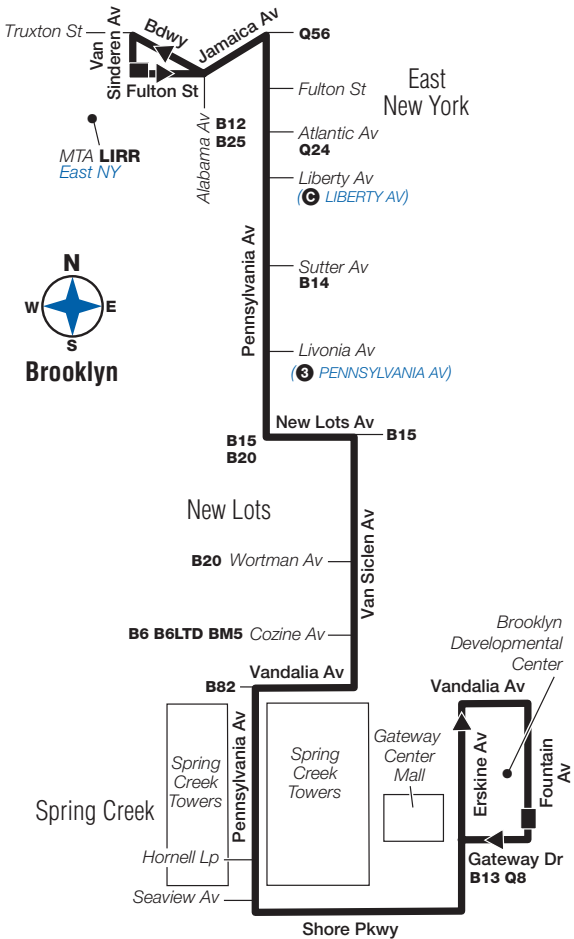 Truxton St
Van
Sinderen Av
Bdwy
Jamaica Av
Fulton St
Q56
Fulton St
East
New York
Alabama Av
B12
B25
Atlantic Av
Q24
MTA LIRR
East NY
Liberty Av
(C LIBERTY AV)
Pennsylvania Av
Sutter Av
B14
N
W E
S
Brooklyn
Livonia Av
(3 PENNSYLVANIA AV)
New Lots Av
B15
B15
B20
New Lots
Van Siclen Av
B20 Wortman Av
B6 B6LTD BM5 Cozine Av
Brooklyn
Developmental
Center
Vandalia Av
B82
Vandalia Av
Pennsylvania Av
Spring
Creek
Towers
Spring
Creek
Towers
Gateway
Center
Mall
Erskine Av
Fountain
Av
Spring Creek
Hornell Lp
Gateway Dr
B13 Q8
Seaview Av
Shore Pkwy